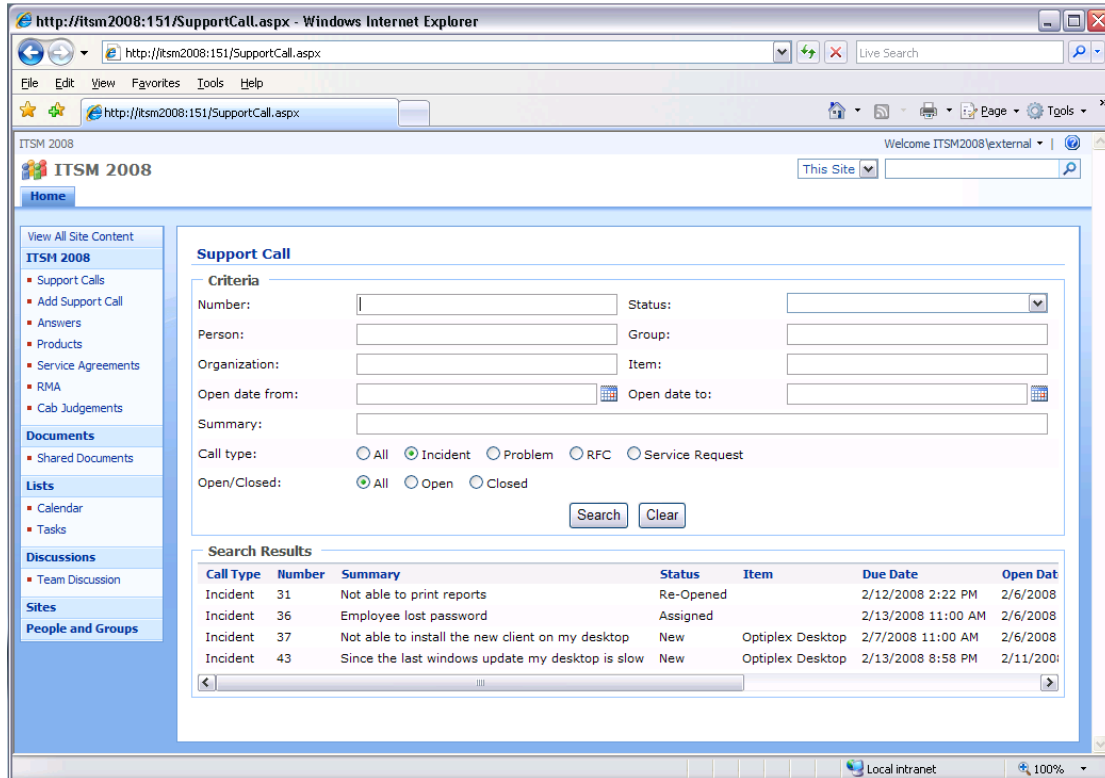 http://itsm2008:151/SupportCall.aspx - Windows Internet Explorer
http://itsm2008:151/SupportCall.aspx
Live Search
File Edit View Favorites Tools Help
http://itsm2008:151/SupportCall.aspx
Page Tools
ITSM 2008
Welcome ITSM2008\external
ITSM 2008
This Site
Home
View All Site Content
ITSM 2008
Support Calls
Add Support Call
Answers
Products
Service Agreements
RMA
Cab Judgements
Documents
Shared Documents
Lists
Calendar
Tasks
Discussions
Team Discussion
Sites
People and Groups
Support Call
Criteria
Number: Status:
Person: Group:
Organization: Item:
Open date from: Open date to:
Summary:
Call type: All Incident Problem RFC Service Request
Open/Closed: All Open Closed
Search Clear
Search Results
Call Type Number Summary Status Item Due Date Open Dat
Incident 31 Not able to print reports Re-Opened 2/12/2008 2:22 PM 2/6/2008
Incident 36 Employee lost password Assigned 2/13/2008 11:00 AM 2/6/2008
Incident 37 Not able to install the new client on my desktop New Optiplex Desktop 2/7/2008 11:00 AM 2/6/2008
Incident 43 Since the last windows update my desktop is slow New Optiplex Desktop 2/13/2008 8:58 PM 2/11/200
Local intranet 100%